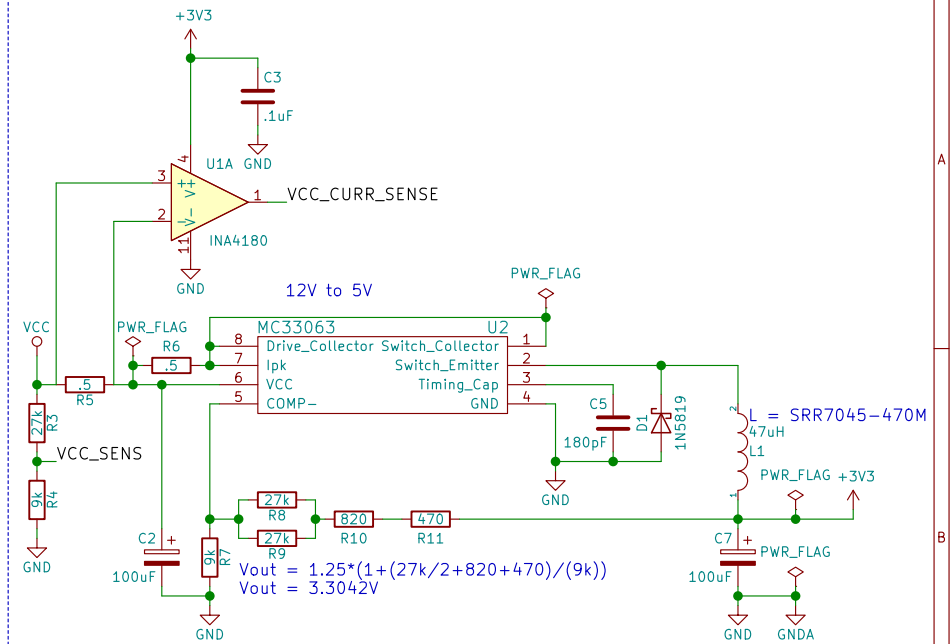 +3V3
C3
.1uF
GND
A
U1A
4
3
V+
+
1
VCC_CURR_SENSE
2
V-
-
11
INA4180
GND
PWR_FLAG
12V to 5V
VCC
PWR_FLAG
MC33063
U2
R6
.5
8
Drive_Collector
Switch_Collector
1
7
Ipk
Switch_Emitter
2
6
VCC
Timing_Cap
3
5
COMP-
GND
4
.5
R5
27k
R3
VCC_SENS
9k
R4
GND
C5
180pF
D1
1N5819
GND
2
L = SRR7045-470M
47uH
L1
1
PWR_FLAG
+3V3
27k
R8
27k
R9
820
R10
470
R11
9k
R7
C2
+
100uF
Vout = 1.25*(1+(27k/2+820+470)/(9k))
Vout = 3.3042V
GND
C7
+
100uF
PWR_FLAG
GND
GNDA
B